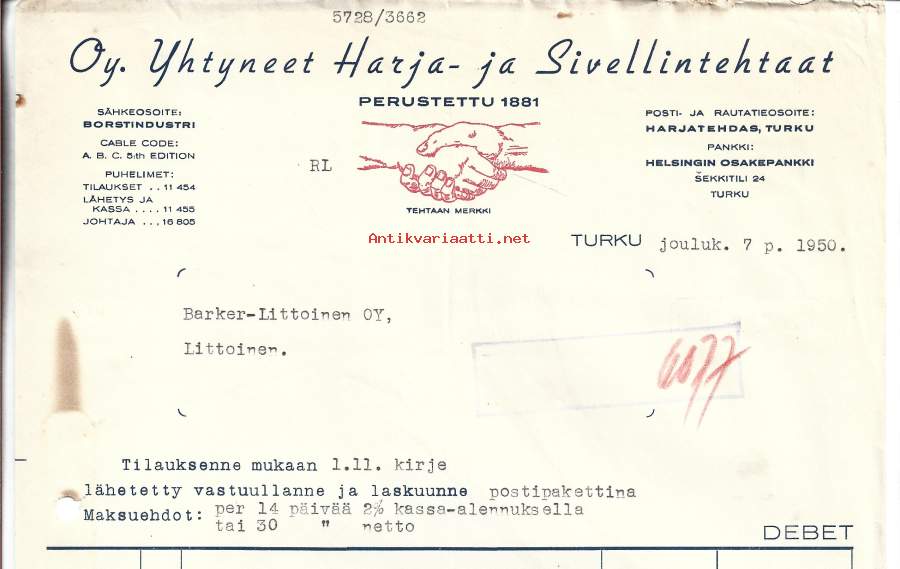 5728/3662
Oy. Yhtyneet Harja- ja Sivellintehtaat
PERUSTETTU 1881
SÄHKEOSOITE:
BORSTINDUSTRI
CABLE CODE:
A. B. C. 5:th EDITION
PUHELIMET:
TILAUKSET . . 11 454
LÄHETYS JA
KASSA . . . . 11 455
JOHTAJA . . . 16 805
RL
TEHTAAN MERKKI
POSTI- JA RAUTATIEOSOITE:
HARJATEHDAS, TURKU
PANKKI:
HELSINGIN OSAKEPANKKI
ŠEKKITILI 24
TURKU
Antikvariaatti.net
TURKU jouluk. 7 p. 1950.
Barker-Littoinen OY,
Littoinen.
Tilauksenne mukaan 1.11. kirje
lähetetty vastuullanne ja laskuunne postipakettina
Maksuehdot: per 14 päivää 2% kassa-alennuksella
tai 30 " netto
DEBET